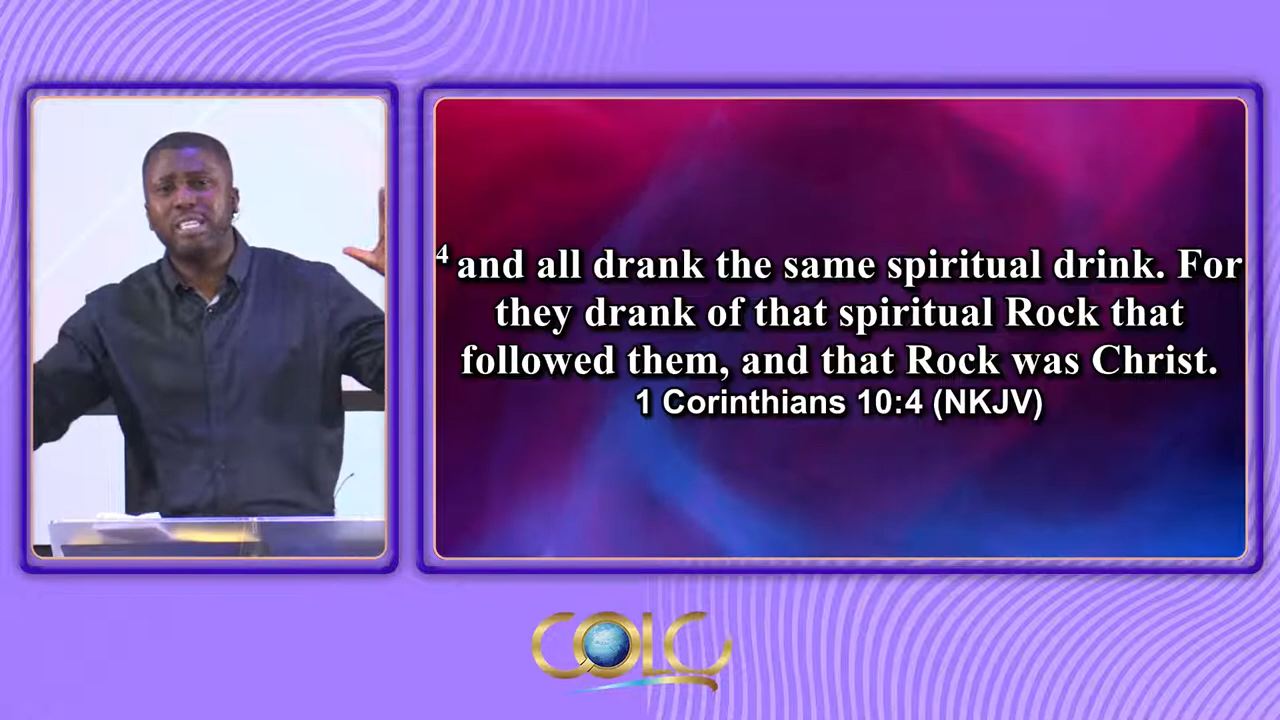 4 and all drank the same spiritual drink. For
they drank of that spiritual Rock that
followed them, and that Rock was Christ.
1 Corinthians 10:4 (NKJV)
COLC